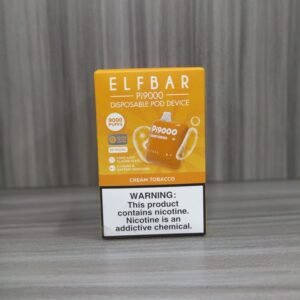 ELFBAR
Pi9000
DISPOSABLE POD DEVICE
9000
PUFFS
Pi9000
CREAM TOBACCO
WARNING:
This product
contains nicotine.
Nicotine is an
addictive chemical.